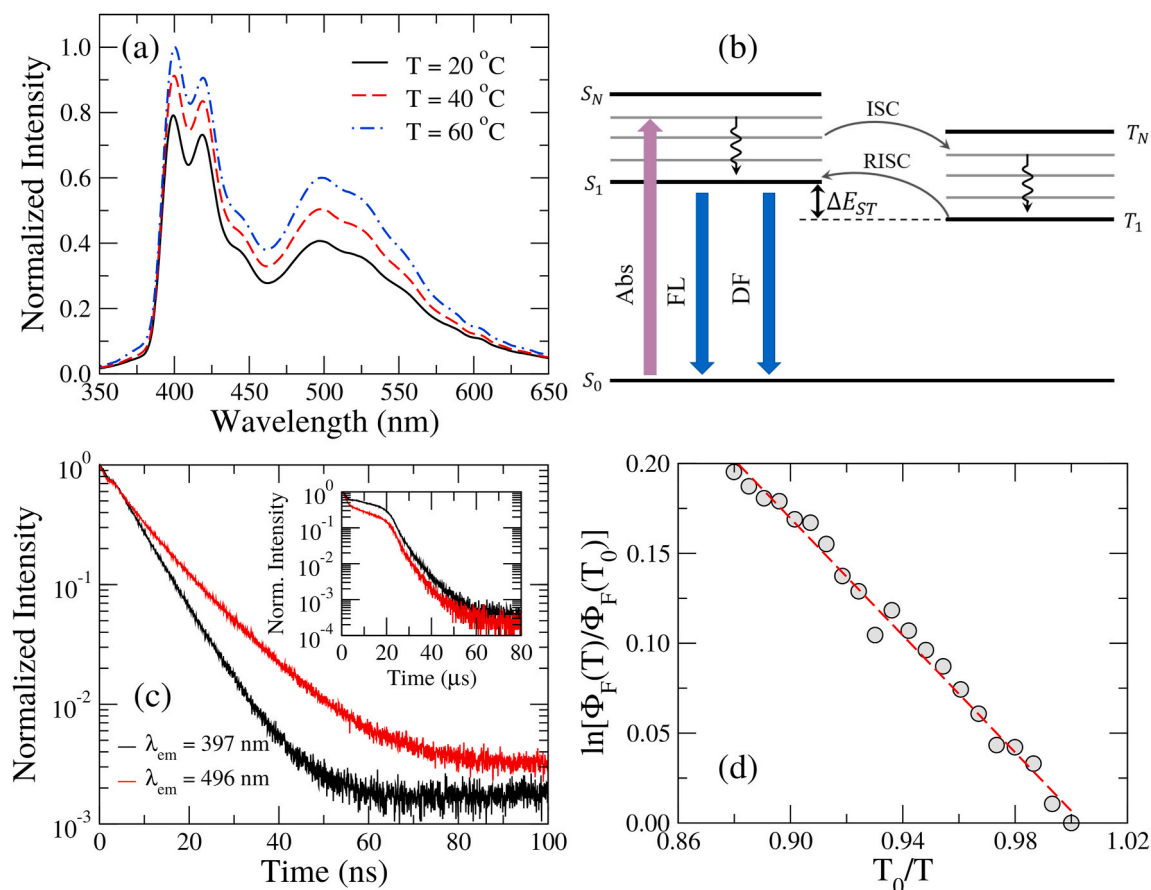 (a)
T = 20 °C
T = 40 °C
T = 60 °C
Normalized Intensity
1.0
0.8
0.6
0.4
0.2
0.0
350 400 450 500 550 600 650
Wavelength (nm)
(b)
S_N
S_1
S_0
ISC
RISC
T_N
T_1
ΔE_ST
Abs
FL
DF
(c)
Normalized Intensity
10^0
10^-1
10^-2
10^-3
0 20 40 60 80 100
Time (ns)
λ_em = 397 nm
λ_em = 496 nm
Norm. Intensity
10^0
10^-1
10^-2
10^-3
10^-4
0 20 40 60 80
Time (μs)
(d)
ln[Φ_F(T)/Φ_F(T_0)]
0.20
0.15
0.10
0.05
0.00
0.86 0.90 0.94 0.98 1.02
T_0/T